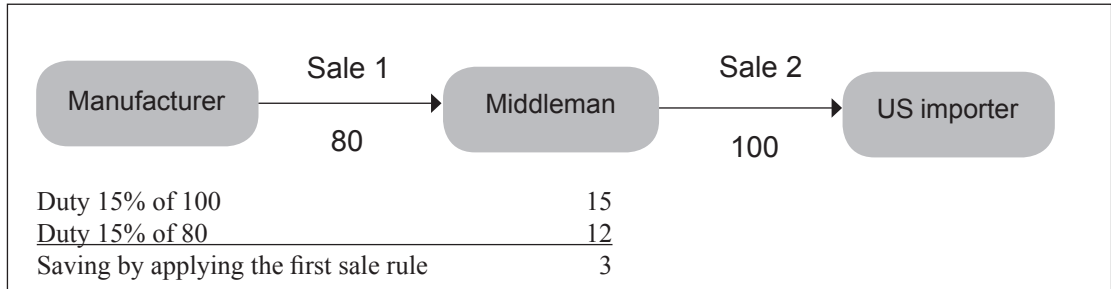 Sale 1
Sale 2
Manufacturer
Middleman
US importer
80
100
Duty 15% of 100 15
Duty 15% of 80 12
Saving by applying the first sale rule 3